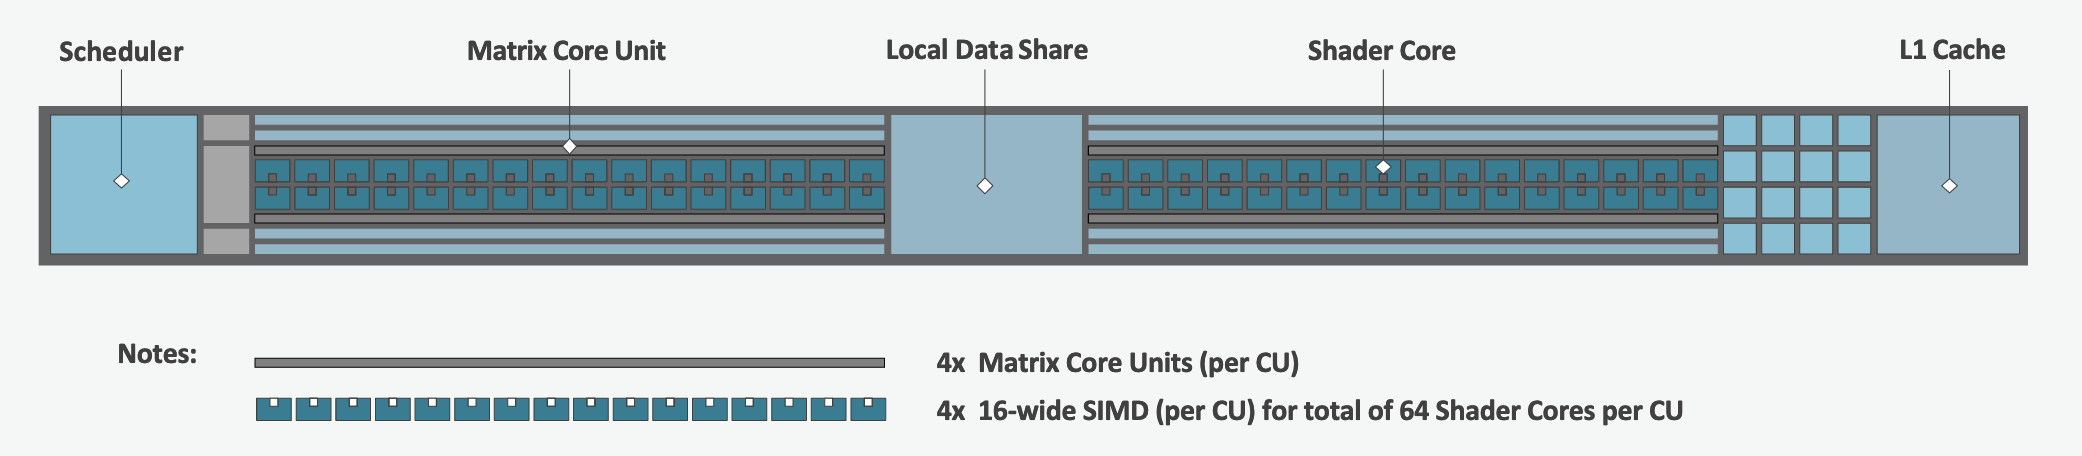 Scheduler
Matrix Core Unit
Local Data Share
Shader Core
L1 Cache
Notes:
4x Matrix Core Units (per CU)
4x 16-wide SIMD (per CU) for total of 64 Shader Cores per CU